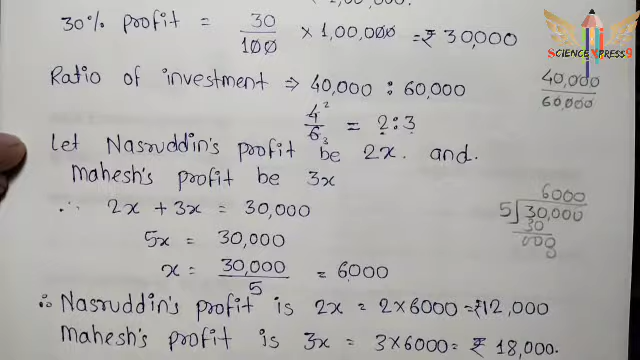 SCIENCE XPRESS9
30% profit = 30/100 × 1,00,000 = ₹ 30,000
Ratio of investment ⇒ 40,000 : 60,000
40,000/60,000
4²/6₃ = 2:3
Let Nasruddin's profit be 2x. and.
Mahesh's profit be 3x
∴ 2x + 3x = 30,000
5x = 30,000
x = 30,000/5 = 6,000
6000
5 30,000
30
∴ Nasruddin's profit is 2x = 2×6000 = ₹12,000
Mahesh's profit is 3x = 3×6000 = ₹ 18,000.